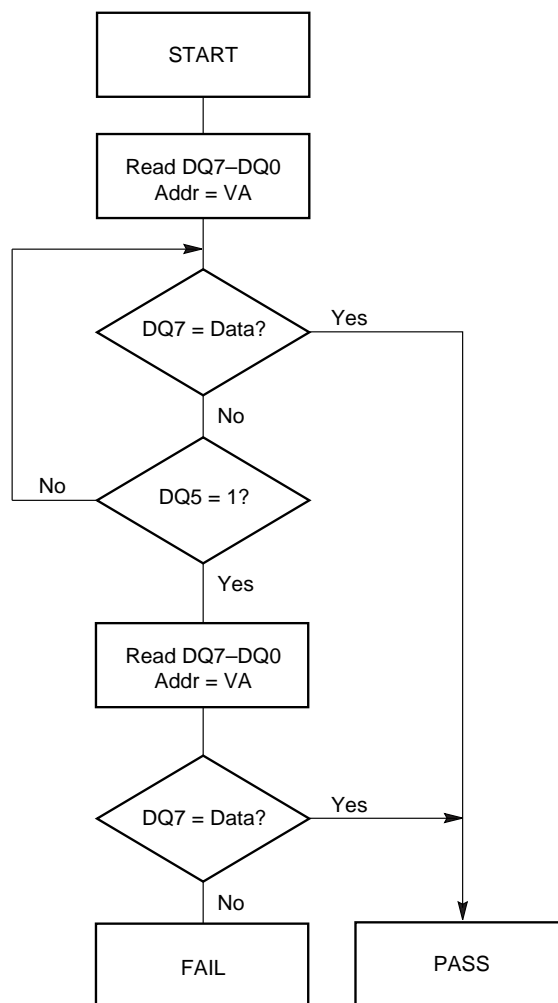 START
Read DQ7–DQ0
Addr = VA
DQ7 = Data?
Yes
No
No
DQ5 = 1?
Yes
Read DQ7–DQ0
Addr = VA
DQ7 = Data?
Yes
No
FAIL
PASS